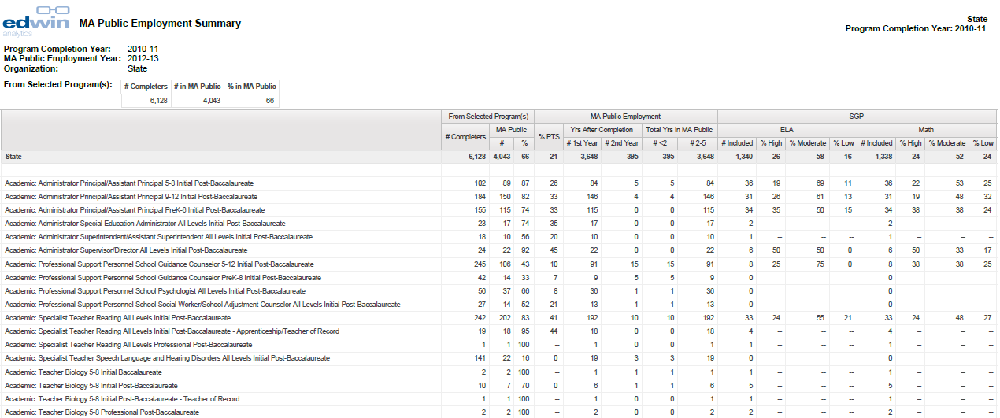 edwin
analytics
MA Public Employment Summary
State
Program Completion Year: 2010-11
Program Completion Year: 2010-11
MA Public Employment Year: 2012-13
Organization: State
From Selected Program(s): # Completers # in MA Public % in MA Public
6,128 4,043 66
From Selected Program(s) MA Public Employment SGP
# Completers MA Public % PTS Yrs After Completion Total Yrs in MA Public ELA Math
# % # 1st Year # 2nd Year # <2 # 2-5 # Included % High % Moderate % Low # Included % High % Moderate % Low
State 6,128 4,043 66 21 3,648 395 395 3,648 1,340 26 58 16 1,338 24 52 24
Academic: Administrator Principal/Assistant Principal 5-8 Initial Post-Baccalaureate 102 89 87 26 84 5 5 84 36 19 69 11 36 22 53 25
Academic: Administrator Principal/Assistant Principal 9-12 Initial Post-Baccalaureate 184 150 82 33 146 4 4 146 31 26 61 13 31 19 48 32
Academic: Administrator Principal/Assistant Principal PreK-6 Initial Post-Baccalaureate 155 115 74 33 115 0 0 115 34 35 50 15 34 38 38 24
Academic: Administrator Special Education Administrator All Levels Initial Post-Baccalaureate 23 17 74 35 17 0 0 17 2 -- -- -- 2 -- -- --
Academic: Administrator Superintendent/Assistant Superintendent All Levels Initial Post-Baccalaureate 18 10 56 20 10 0 0 10 1 -- -- -- 1 -- -- --
Academic: Administrator Supervisor/Director All Levels Initial Post-Baccalaureate 24 22 92 45 22 0 0 22 6 50 50 0 6 50 33 17
Academic: Professional Support Personnel School Guidance Counselor 5-12 Initial Post-Baccalaureate 245 106 43 10 91 15 15 91 8 25 75 0 8 38 38 25
Academic: Professional Support Personnel School Guidance Counselor PreK-8 Initial Post-Baccalaureate 42 14 33 7 9 5 5 9 0 0
Academic: Professional Support Personnel School Psychologist All Levels Initial Post-Baccalaureate 56 37 66 8 36 1 1 36 0 0
Academic: Professional Support Personnel School Social Worker/School Adjustment Counselor All Levels Initial Post-Baccalaureate 27 14 52 21 13 1 1 13 0 0
Academic: Specialist Teacher Reading All Levels Initial Post-Baccalaureate 242 202 83 41 192 10 10 192 33 24 55 21 33 24 48 27
Academic: Specialist Teacher Reading All Levels Initial Post-Baccalaureate - Apprenticeship/Teacher of Record 19 18 95 44 18 0 0 18 4 -- -- -- 4 -- -- --
Academic: Specialist Teacher Reading All Levels Professional Post-Baccalaureate 1 1 100 -- 1 0 0 1 1 -- -- -- 1 -- -- --
Academic: Specialist Teacher Speech Language and Hearing Disorders All Levels Initial Post-Baccalaureate 141 22 16 0 19 3 3 19 0 0
Academic: Teacher Biology 5-8 Initial Baccalaureate 2 2 100 -- 1 1 1 1 1 -- -- -- 1 -- -- --
Academic: Teacher Biology 5-8 Initial Post-Baccalaureate 10 7 70 0 6 1 1 6 5 -- -- -- 5 -- -- --
Academic: Teacher Biology 5-8 Initial Post-Baccalaureate - Teacher of Record 1 1 100 -- 1 0 0 1 1 -- -- -- 1 -- -- --
Academic: Teacher Biology 5-8 Professional Post-Baccalaureate 2 2 100 -- 2 0 0 2 2 -- -- -- 2 -- -- --